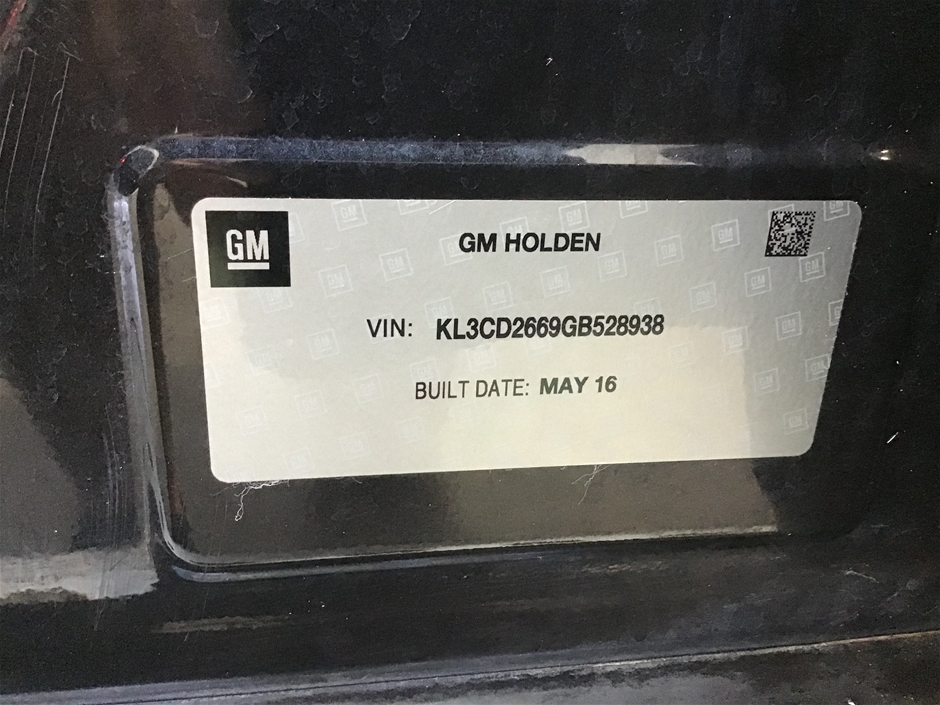 GM
GM HOLDEN
VIN: KL3CD2669GB528938
BUILT DATE: MAY 16